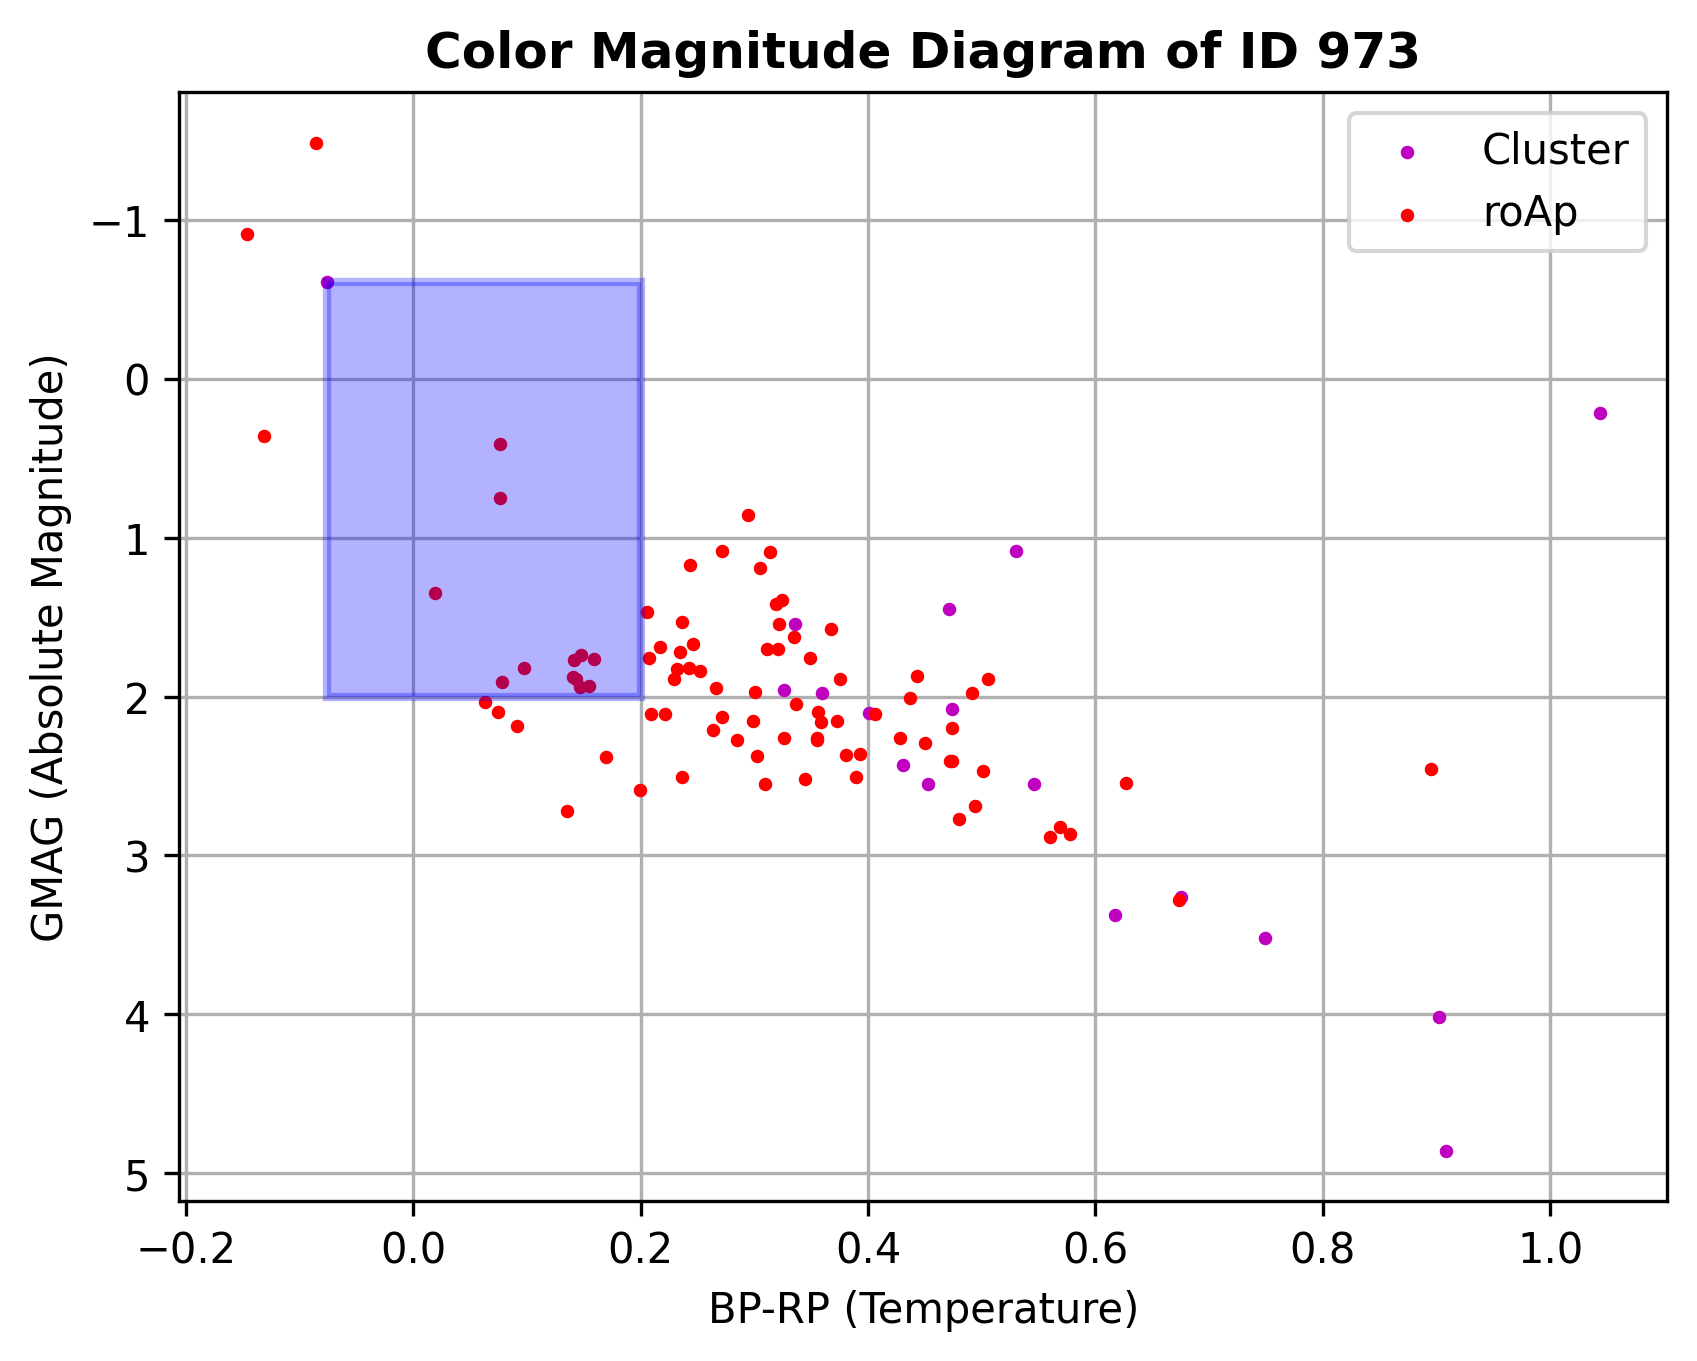 Color Magnitude Diagram of ID 973
Cluster
roAp
GMAG (Absolute Magnitude)
−1
0
1
2
3
4
5
−0.2 0.0 0.2 0.4 0.6 0.8 1.0
BP-RP (Temperature)